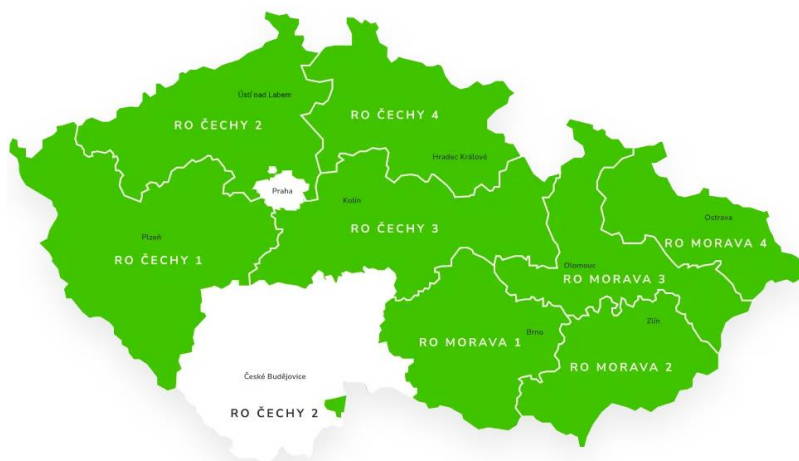 Ústí nad Labem
RO ČECHY 2
RO ČECHY 4
Hradec Králové
Praha
Kolín
RO ČECHY 3
Plzeň
RO ČECHY 1
Ostrava
RO MORAVA 4
Olomouc
RO MORAVA 3
Zlín
Brno
RO MORAVA 1
RO MORAVA 2
České Budějovice
RO ČECHY 2